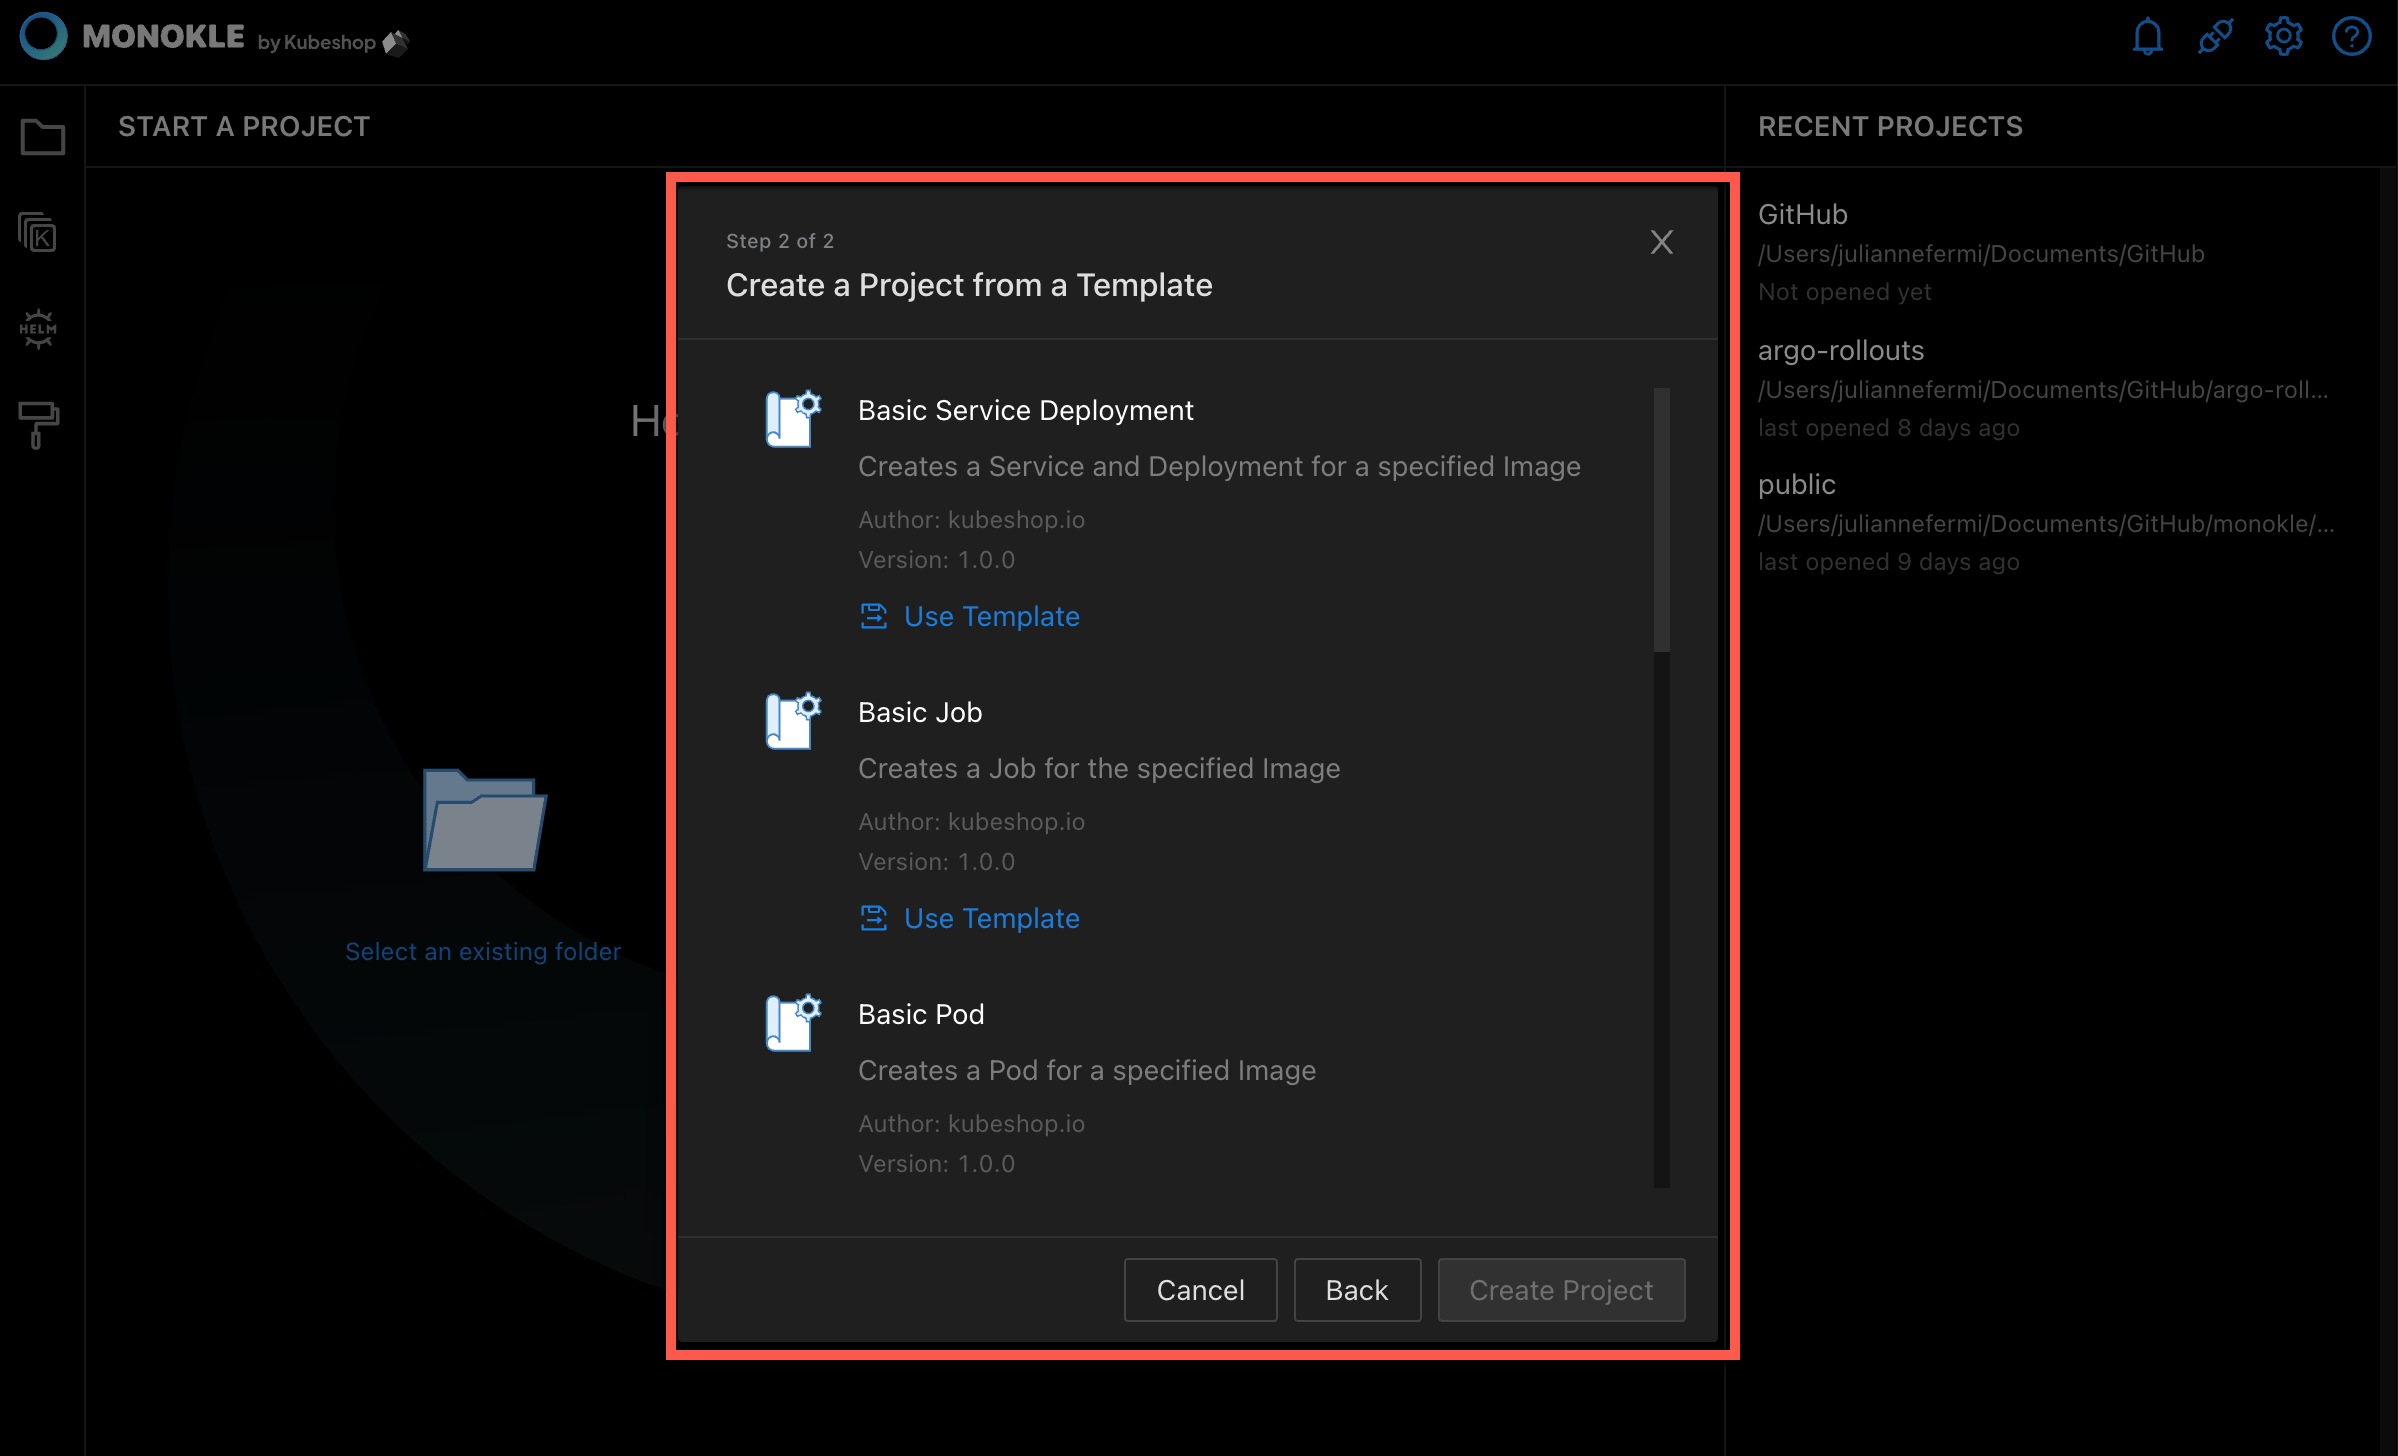 MONOKLE by Kubeshop
START A PROJECT
RECENT PROJECTS
K
HELM
Select an existing folder
Step 2 of 2
Create a Project from a Template
Basic Service Deployment
Creates a Service and Deployment for a specified Image
Author: kubeshop.io
Version: 1.0.0
Use Template
Basic Job
Creates a Job for the specified Image
Author: kubeshop.io
Version: 1.0.0
Use Template
Basic Pod
Creates a Pod for a specified Image
Author: kubeshop.io
Version: 1.0.0
Cancel
Back
Create Project
GitHub
/Users/juliannefermi/Documents/GitHub
Not opened yet
argo-rollouts
/Users/juliannefermi/Documents/GitHub/argo-roll...
last opened 8 days ago
public
/Users/juliannefermi/Documents/GitHub/monokle/...
last opened 9 days ago